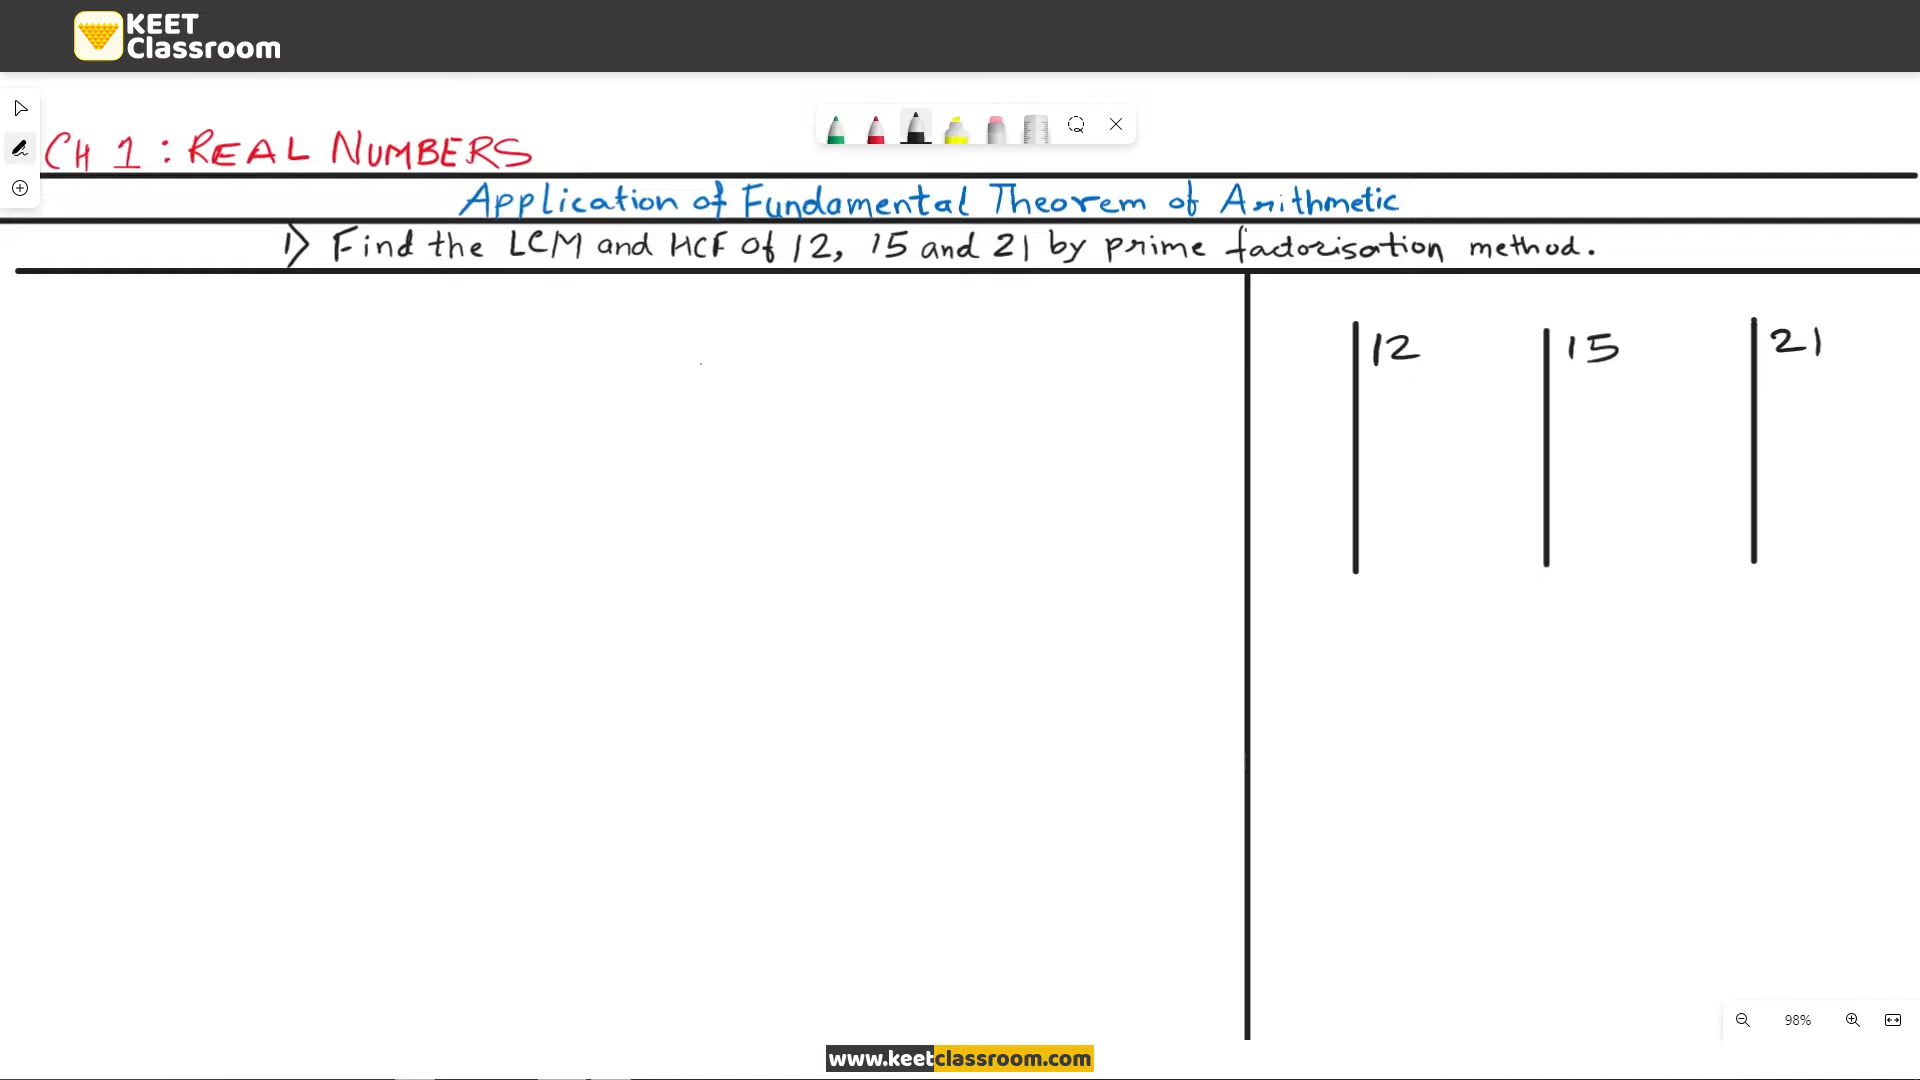 KEET
Classroom
CH 1 : REAL NUMBERS
Application of Fundamental Theorem of Arithmetic
1) Find the LCM and HCF of 12, 15 and 21 by prime factorisation method.
12 15 21
98%
www.keetclassroom.com